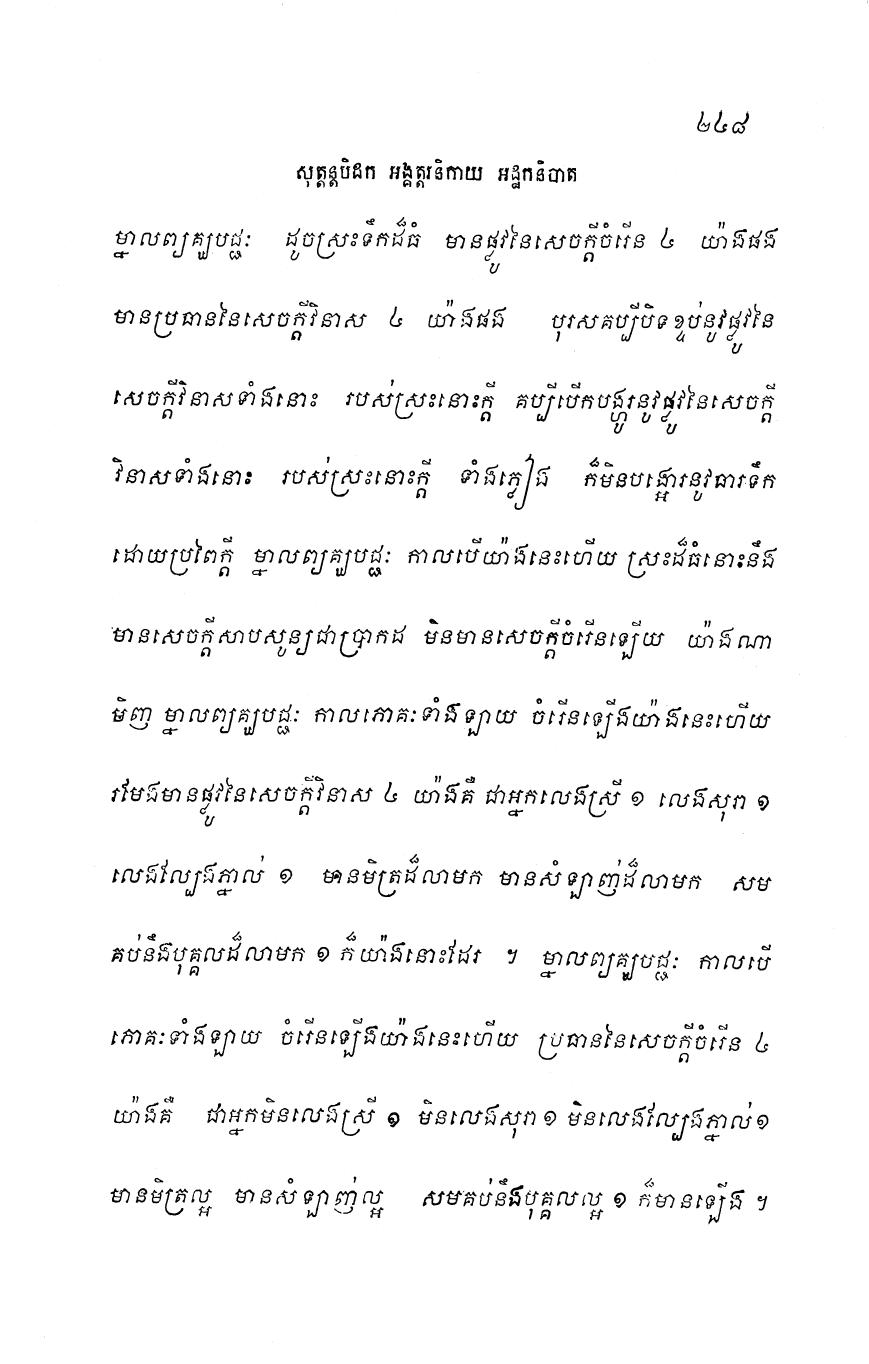 ២៤៨
សុត្តន្តបិដក អង្គុត្តរនិកាយ អដ្ឋកនិបាត
ម្នាលព្យគ្ឃបជ្ជៈ ដូចស្រះទឹកដ៏ធំ មានផ្លូវនៃសេចក្តីចំរើន ៤ យ៉ាងផង
មានប្រធាននៃសេចក្តីវិនាស ៤ យ៉ាងផង បុរសគប្បីបិទខ្ទប់នូវផ្លូវនៃ
សេចក្តីវិនាសទាំងនោះ របស់ស្រះនោះក្តី គប្បីបើកបង្ហូរនូវផ្លូវនៃសេចក្តី
វិនាសទាំងនោះ របស់ស្រះនោះក្តី ទាំងភ្លៀង ក៏មិនបង្អោរនូវធារទឹក
ដោយប្រពៃក្តី ម្នាលព្យគ្ឃបជ្ជៈ កាលបើយ៉ាងនេះហើយ ស្រះដ៏ធំនោះនឹង
មានសេចក្តីសាបសូន្យជាប្រាកដ មិនមានសេចក្តីចំរើនឡើយ យ៉ាងណា
មិញ ម្នាលព្យគ្ឃបជ្ជៈ កាលភោគៈទាំងឡាយ ចំរើនឡើងយ៉ាងនេះហើយ
រមែងមានផ្លូវនៃសេចក្តីវិនាស ៤ យ៉ាងគឺ ជាអ្នកលេងស្រី ១ លេងសុរា ១
លេងល្បែងភ្នាល់ ១ មានមិត្រដ៏លាមក មានសំឡាញ់ដ៏លាមក សម
គប់នឹងបុគ្គលដ៏លាមក ១ ក៏យ៉ាងនោះដែរ ។ ម្នាលព្យគ្ឃបជ្ជៈ កាលបើ
ភោគៈទាំងឡាយ ចំរើនឡើងយ៉ាងនេះហើយ ប្រធាននៃសេចក្តីចំរើន ៤
យ៉ាងគឺ ជាអ្នកមិនលេងស្រី ១ មិនលេងសុរា ១ មិនលេងល្បែងភ្នាល់ ១
មានមិត្រល្អ មានសំឡាញ់ល្អ សមគប់នឹងបុគ្គលល្អ ១ ក៏មានឡើង ។